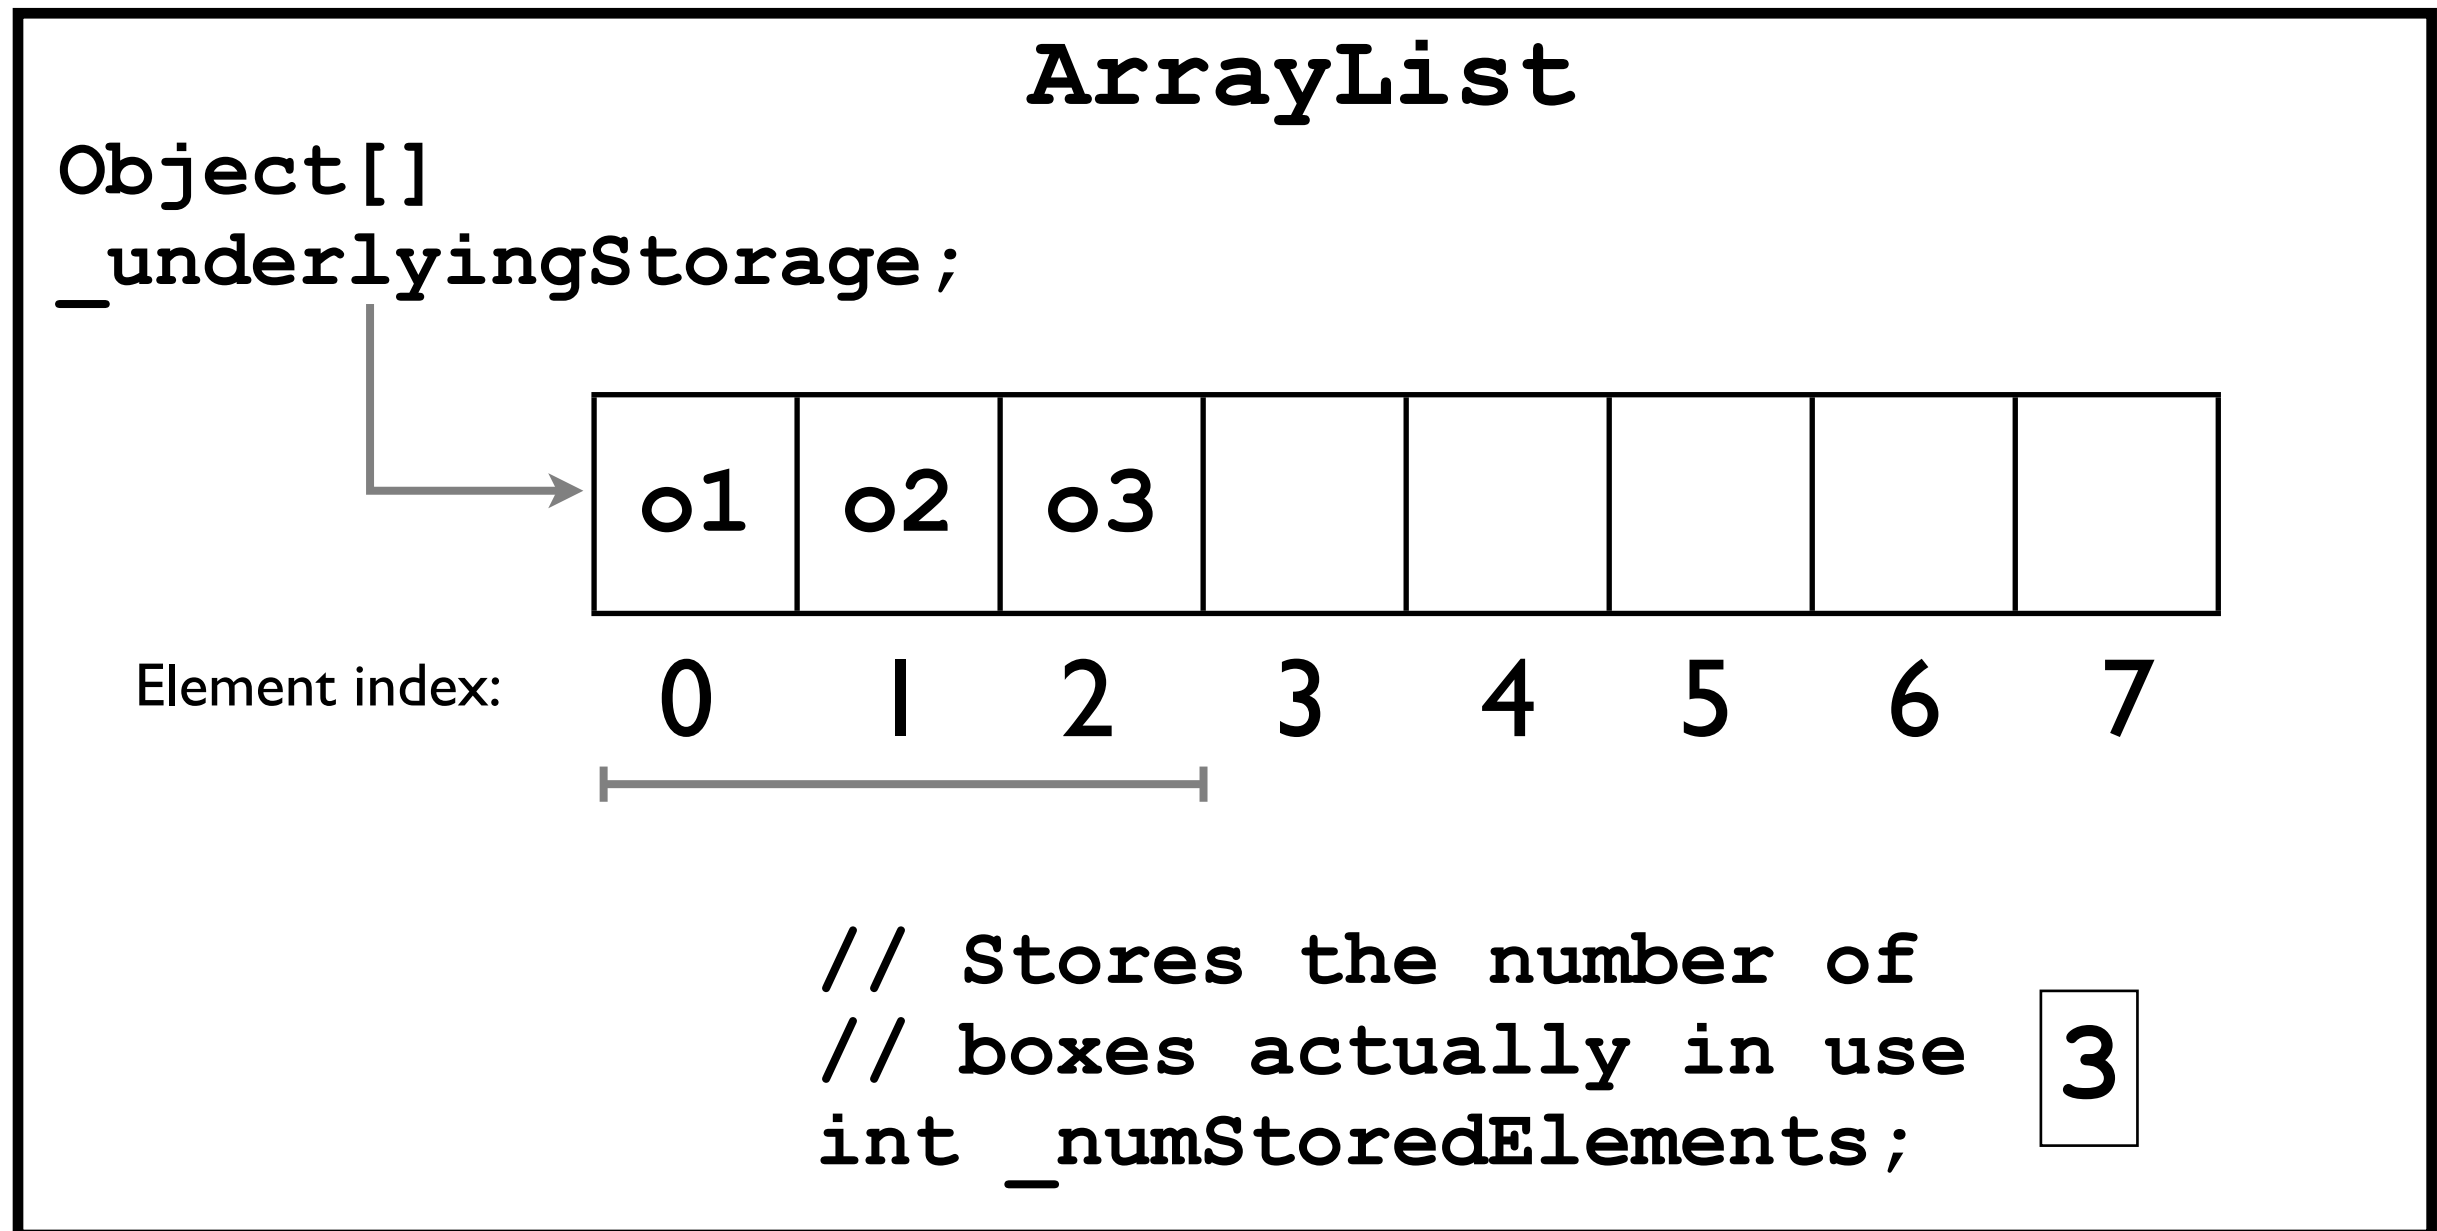 ArrayList
Object[]
_underlyingStorage;
o1 o2 o3
Element index: 0 1 2 3 4 5 6 7
// Stores the number of
// boxes actually in use
3
int _numStoredElements;